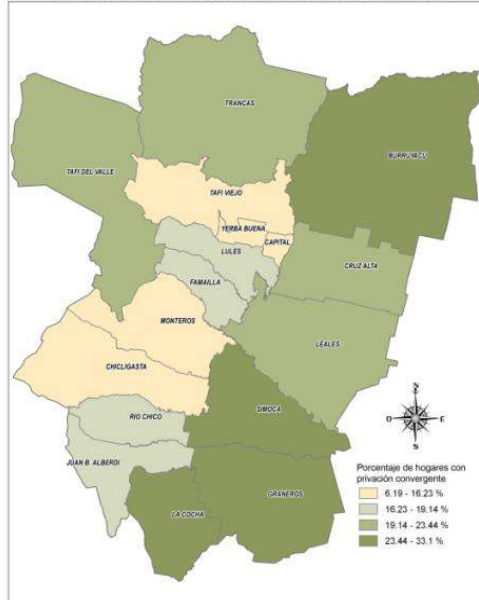 TRANCAS
BURRUYACU
TAFI DEL VALLE
TAFI VIEJO
YERBA BUENA
CAPITAL
LULES
CRUZ ALTA
FAMAILLA
MONTEROS
LEALES
CHICLIGASTA
SIMOCA
RIO CHICO
JUAN B. ALBERDI
GRANEROS
LA COCHA
N
O
E
S
Porcentaje de hogares con
privación convergente
6.19 - 16.23 %
16.23 - 19.14 %
19.14 - 23.44 %
23.44 - 33.1 %